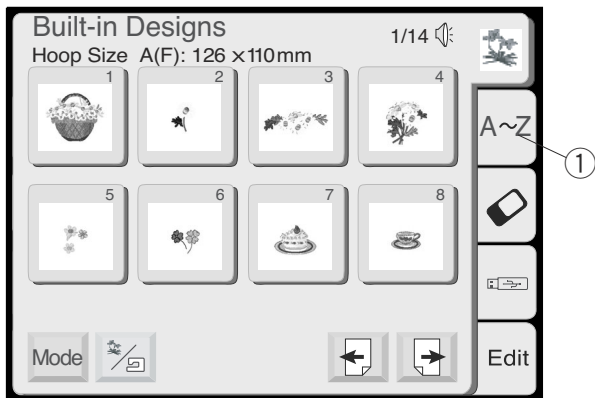 Built-in Designs
1/14
Hoop Size A(F): 126 ×110mm
1 2 3 4
A~Z
①
5 6 7 8
Mode
Edit